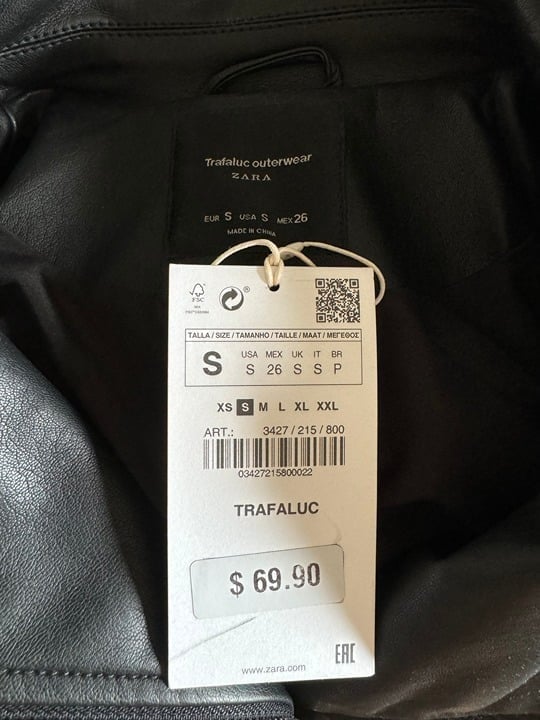 Trafaluc outerwear
ZARA
EUR S USA S MEX 26
MADE IN CHINA
FSC
®
TALLA / SIZE / TAMANHO / TAILLE / MAAT / ΜΕΓΕΘΟΣ
S
USA MEX UK IT BR
S 26 S S P
XS S M L XL XXL
ART.: 3427 / 215 / 800
03427215800022
TRAFALUC
$ 69.90
EAC
www.zara.com